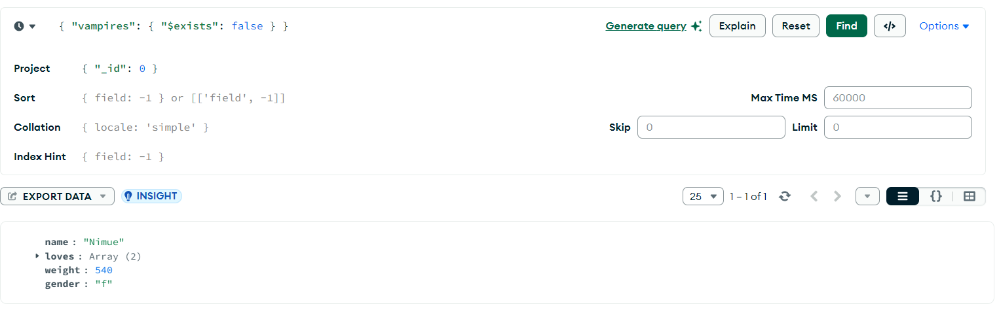 { "vampires": { "$exists": false } } Generate query Explain Reset Find </> Options
Project { "_id": 0 }
Sort { field: -1 } or [['field', -1]] Max Time MS 60000
Collation { locale: 'simple' } Skip 0 Limit 0
Index Hint { field: -1 }
EXPORT DATA INSIGHT 25 1 – 1 of 1 {}
name : "Nimue"
loves : Array (2)
weight : 540
gender : "f"